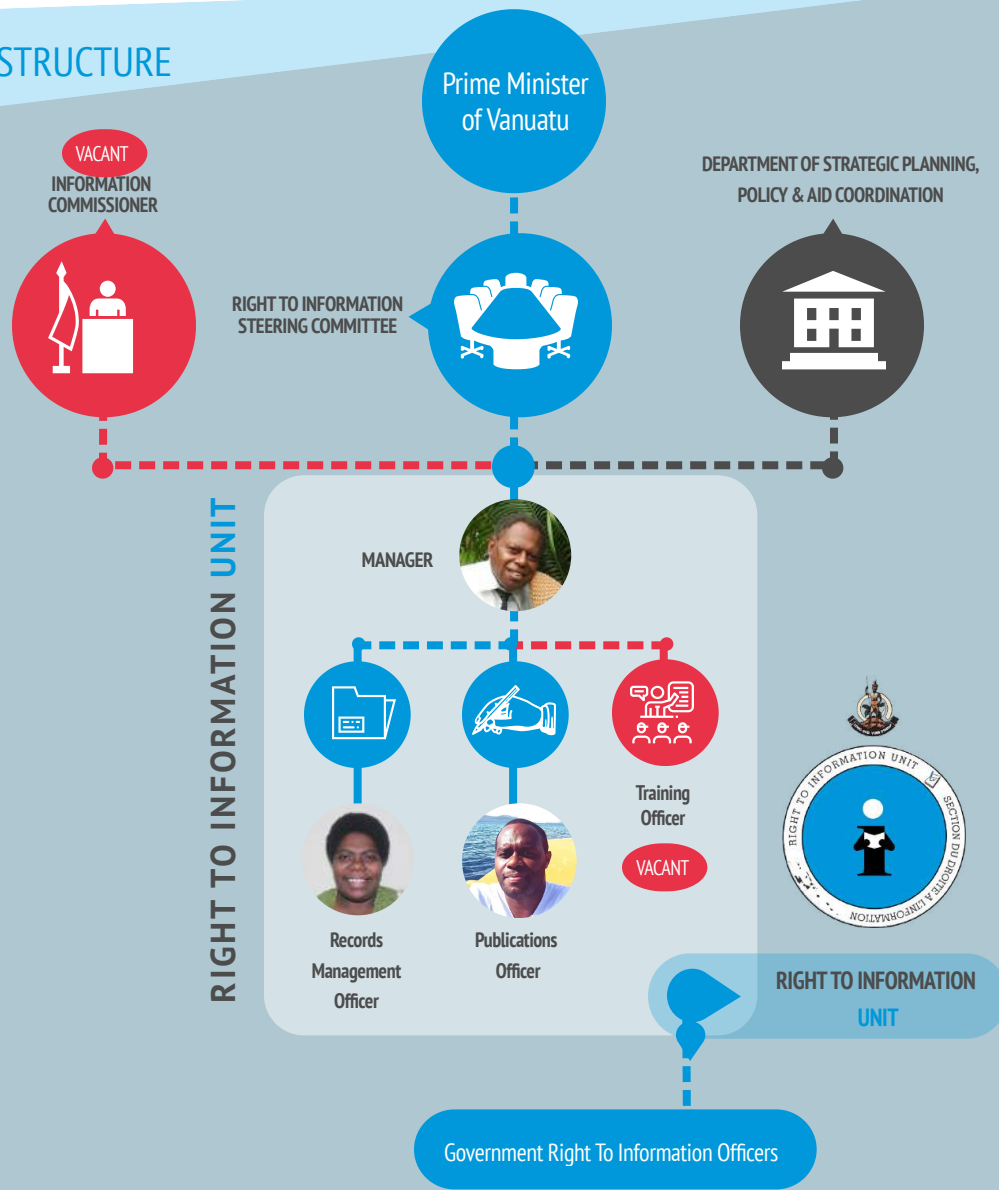 STRUCTURE
Prime Minister
of Vanuatu
VACANT
INFORMATION
COMMISSIONER
DEPARTMENT OF STRATEGIC PLANNING,
POLICY & AID COORDINATION
RIGHT TO INFORMATION
STEERING COMMITTEE
RIGHT TO INFORMATION UNIT
MANAGER
Training
Officer
VACANT
Records
Management
Officer
Publications
Officer
RIGHT TO INFORMATION UNIT
SECTION DU DROITE A L'INFORMATION
RIGHT TO INFORMATION
UNIT
Government Right To Information Officers